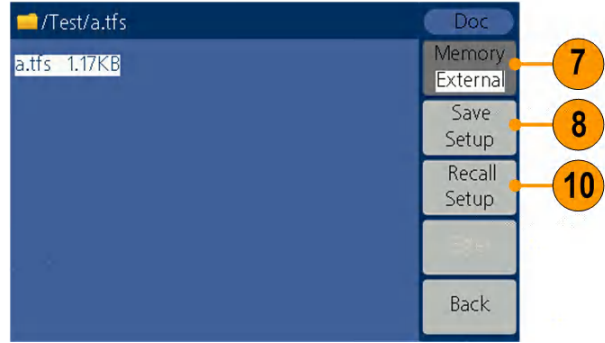 /Test/a.tfs
Doc
a.tfs 1.17KB
Memory
External
7
Save
Setup
8
Recall
Setup
10
Back